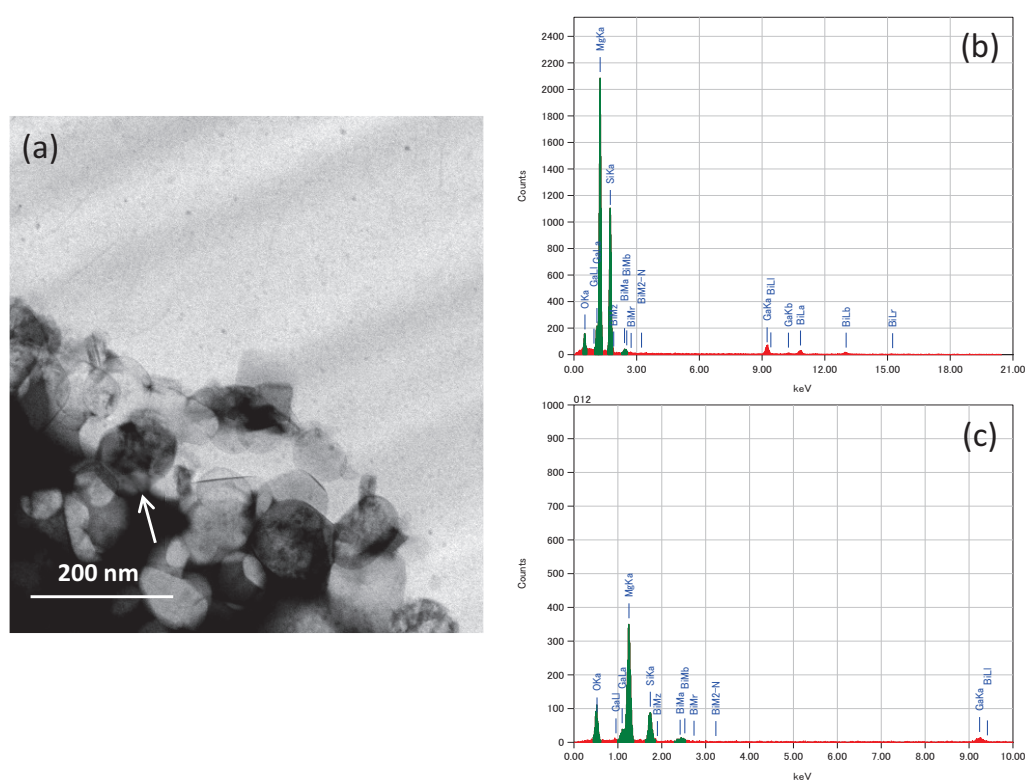 (a)
200 nm
(b)
Counts
2400
2200
2000
1800
1600
1400
1200
1000
800
600
400
200
0
OKa
GaLl
GaLa
MgKa
SiKa
BiMz
BiMa
BiMb
BiMr
BiM2-N
GaKa
BiLl
GaKb
BiLa
BiLb
BiLr
0.00 3.00 6.00 9.00 12.00 15.00 18.00 21.00
keV
012
(c)
Counts
1000
900
800
700
600
500
400
300
200
100
0
OKa
GaLl
GaLa
MgKa
SiKa
BiMz
BiMa
BiMb
BiMr
BiM2-N
GaKa
BiLl
0.00 1.00 2.00 3.00 4.00 5.00 6.00 7.00 8.00 9.00 10.00
keV